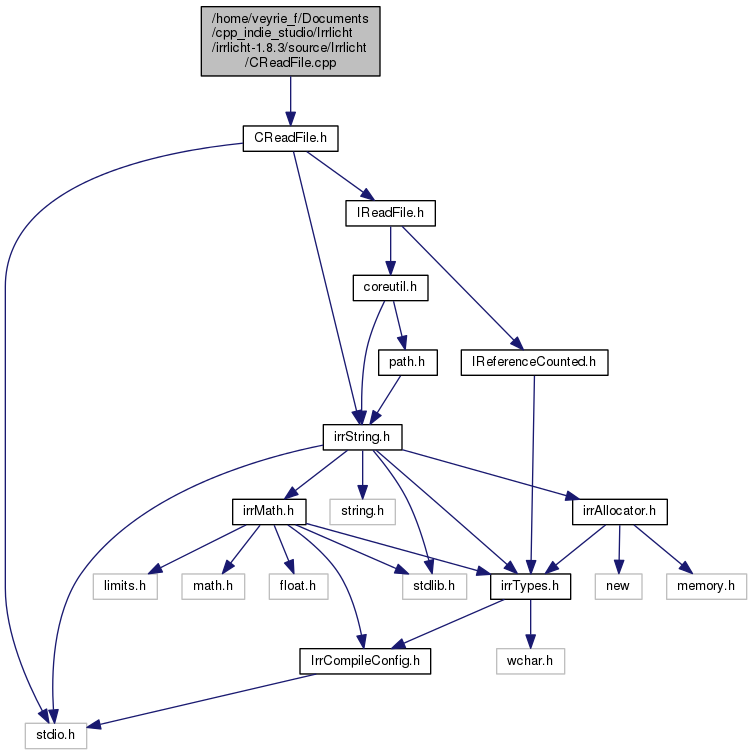 /home/veyrie_f/Documents
/cpp_indie_studio/Irrlicht
/irrlicht-1.8.3/source/Irrlicht
/CReadFile.cpp
CReadFile.h
IReadFile.h
coreutil.h
path.h
IReferenceCounted.h
irrString.h
irrMath.h
string.h
irrAllocator.h
limits.h
math.h
float.h
stdlib.h
irrTypes.h
new
memory.h
IrrCompileConfig.h
wchar.h
stdio.h